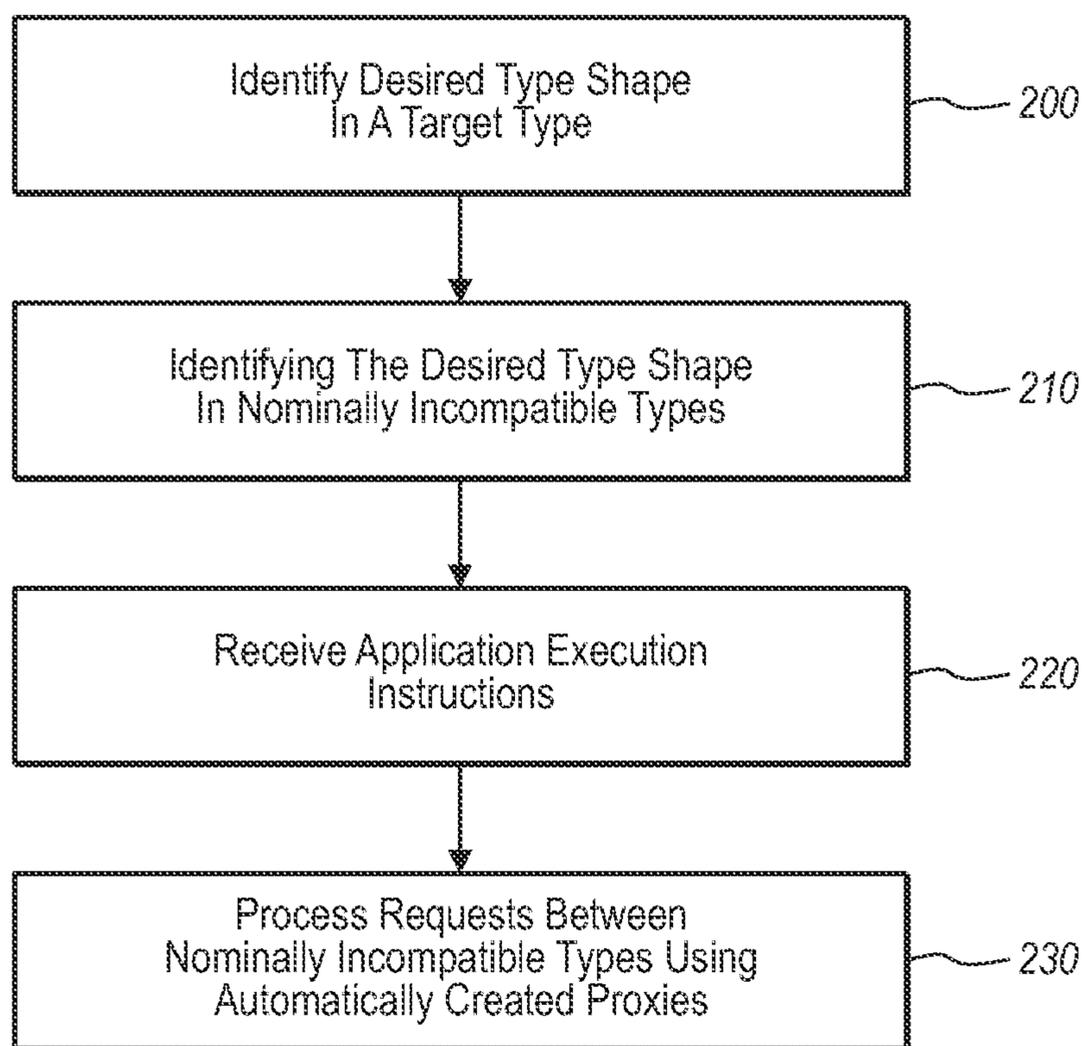 Identify Desired Type Shape
In A Target Type
200
Identifying The Desired Type Shape
In Nominally Incompatible Types
210
Receive Application Execution
Instructions
220
Process Requests Between
Nominally Incompatible Types Using
Automatically Created Proxies
230